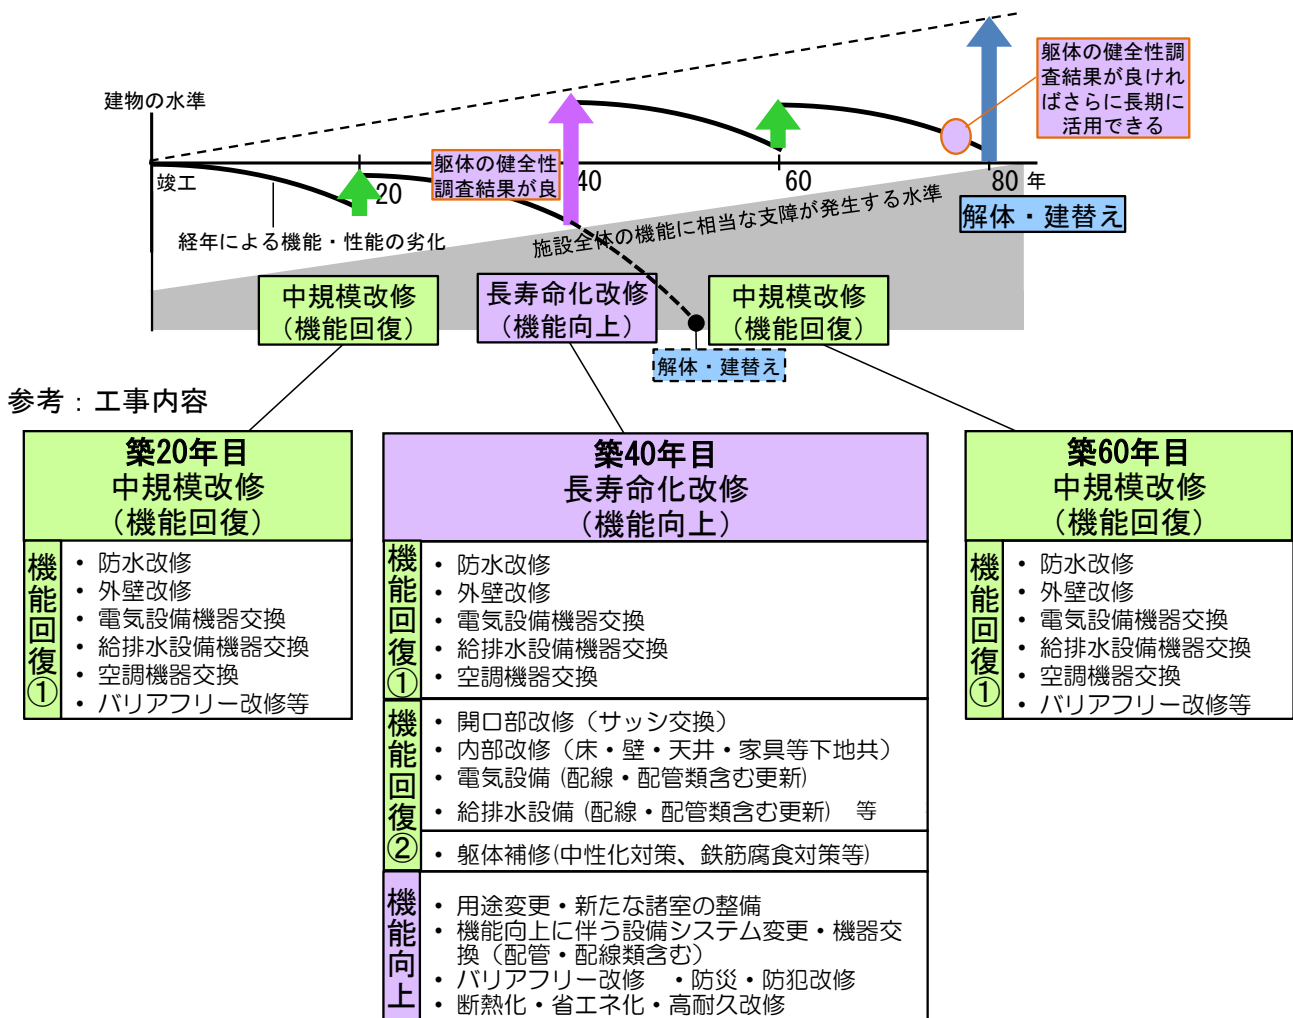 建物の水準
躯体の健全性調
査結果が良けれ
ばさらに長期に
活用できる
竣工
20
躯体の健全性
調査結果が良
40
60
80 年
経年による機能・性能の劣化
施設全体の機能に相当な支障が発生する水準
解体・建替え
中規模改修
(機能回復)
長寿命化改修
(機能向上)
中規模改修
(機能回復)
解体・建替え
参考：工事内容
築20年目
中規模改修
(機能回復)
機能回復①
・ 防水改修
・ 外壁改修
・ 電気設備機器交換
・ 給排水設備機器交換
・ 空調機器交換
・ バリアフリー改修等
築40年目
長寿命化改修
(機能向上)
機能回復①
・ 防水改修
・ 外壁改修
・ 電気設備機器交換
・ 給排水設備機器交換
・ 空調機器交換
機能回復②
・ 開口部改修（サッシ交換）
・ 内部改修（床・壁・天井・家具等下地共）
・ 電気設備(配線・配管類含む更新)
・ 給排水設備(配線・配管類含む更新)　等
・ 躯体補修(中性化対策、鉄筋腐食対策等)
機能向上
・ 用途変更・新たな諸室の整備
・ 機能向上に伴う設備システム変更・機器交
換（配管・配線類含む）
・ バリアフリー改修　・防災・防犯改修
・ 断熱化・省エネ化・高耐久改修
築60年目
中規模改修
(機能回復)
機能回復①
・ 防水改修
・ 外壁改修
・ 電気設備機器交換
・ 給排水設備機器交換
・ 空調機器交換
・ バリアフリー改修等